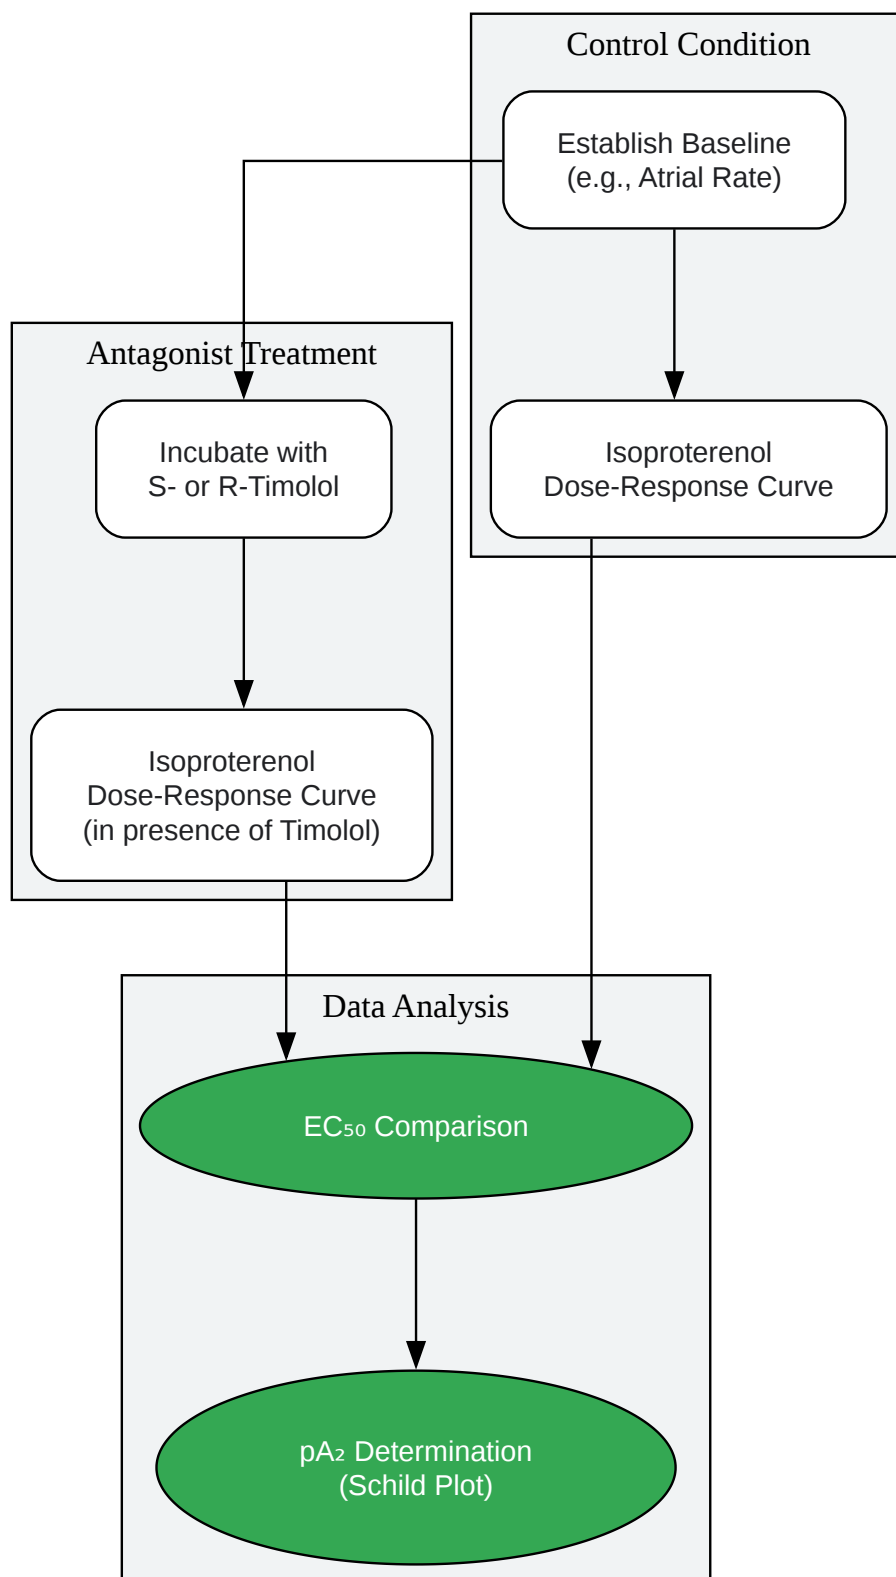 Control Condition
Establish Baseline
(e.g., Atrial Rate)
Antagonist Treatment
Incubate with
S- or R-Timolol
Isoproterenol
Dose-Response Curve
Isoproterenol
Dose-Response Curve
(in presence of Timolol)
Data Analysis
EC₅₀ Comparison
pA₂ Determination
(Schild Plot)